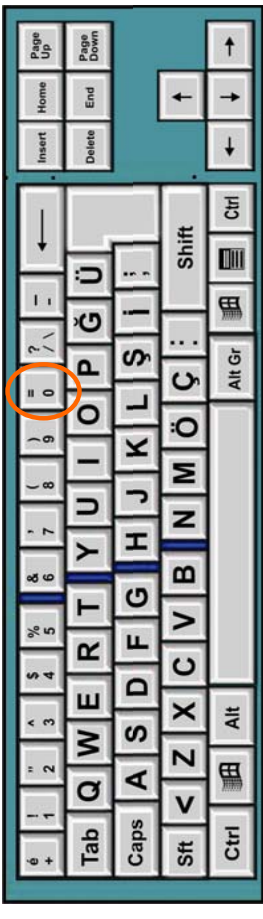 é ! " ^ $ % & ' ( ) = ? _ ← Insert Home Page Up
+ 1 2 3 4 5 6 7 8 9 0 / \ -
Tab Q W E R T Y U I O P Ğ Ü Delete End Page Down
Caps A S D F G H J K L Ş İ ; ,
Sft < Z X C V B N M Ö Ç : . Shift ↑
Ctrl Alt Alt Gr Ctrl ← ↓ →